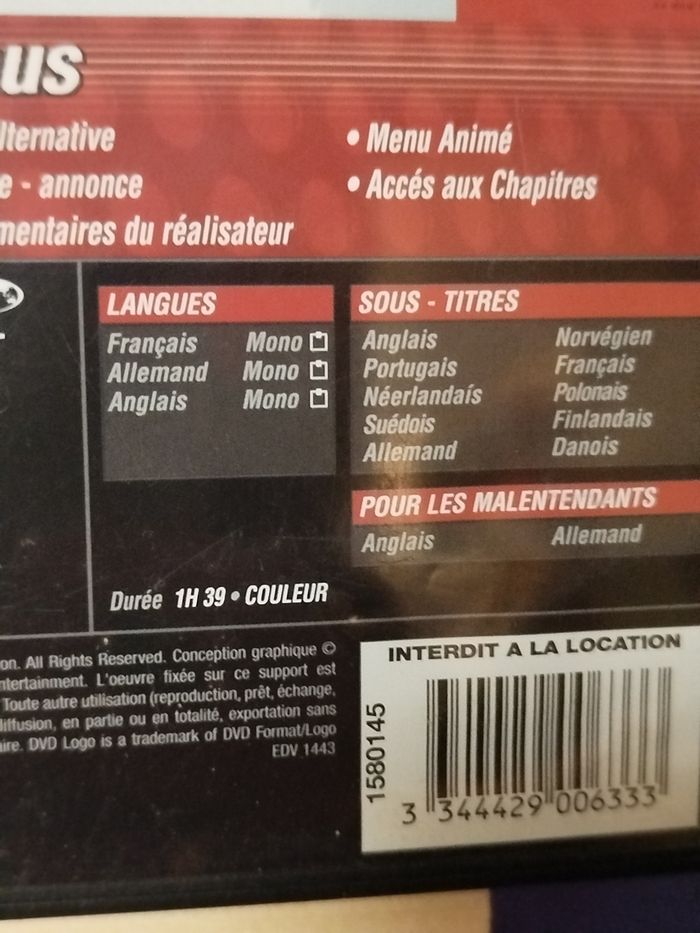 us
lternative
e - annonce
mentaires du réalisateur
• Menu Animé
• Accés aux Chapitres
LANGUES
Français Mono
Allemand Mono
Anglais Mono
SOUS - TITRES
Anglais Norvégien
Portugais Français
Néerlandaís Polonais
Suédois Finlandais
Allemand Danois
POUR LES MALENTENDANTS
Anglais Allemand
Durée 1H 39 • COULEUR
on. All Rights Reserved. Conception graphique ©
ntertainment. L'oeuvre fixée sur ce support est
Toute autre utilisation (reproduction, prêt, échange,
diffusion, en partie ou en totalité, exportation sans
ire. DVD Logo is a trademark of DVD Format/Logo
EDV 1443
INTERDIT A LA LOCATION
1580145
3 344429 006333